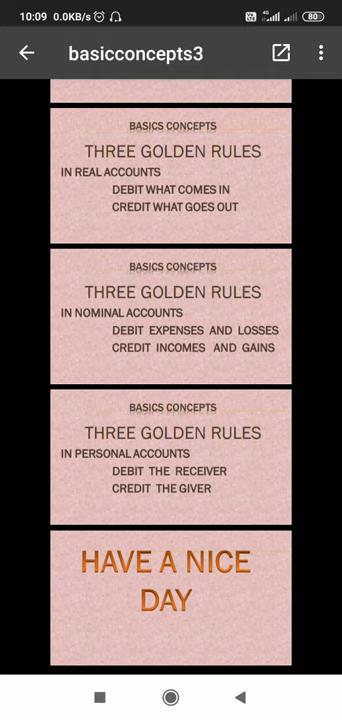 10:09 0.0KB/s 4G 80
basicconcepts3
BASICS CONCEPTS
THREE GOLDEN RULES
IN REAL ACCOUNTS
DEBIT WHAT COMES IN
CREDIT WHAT GOES OUT
BASICS CONCEPTS
THREE GOLDEN RULES
IN NOMINAL ACCOUNTS
DEBIT EXPENSES AND LOSSES
CREDIT INCOMES AND GAINS
BASICS CONCEPTS
THREE GOLDEN RULES
IN PERSONAL ACCOUNTS
DEBIT THE RECEIVER
CREDIT THE GIVER
HAVE A NICE
DAY